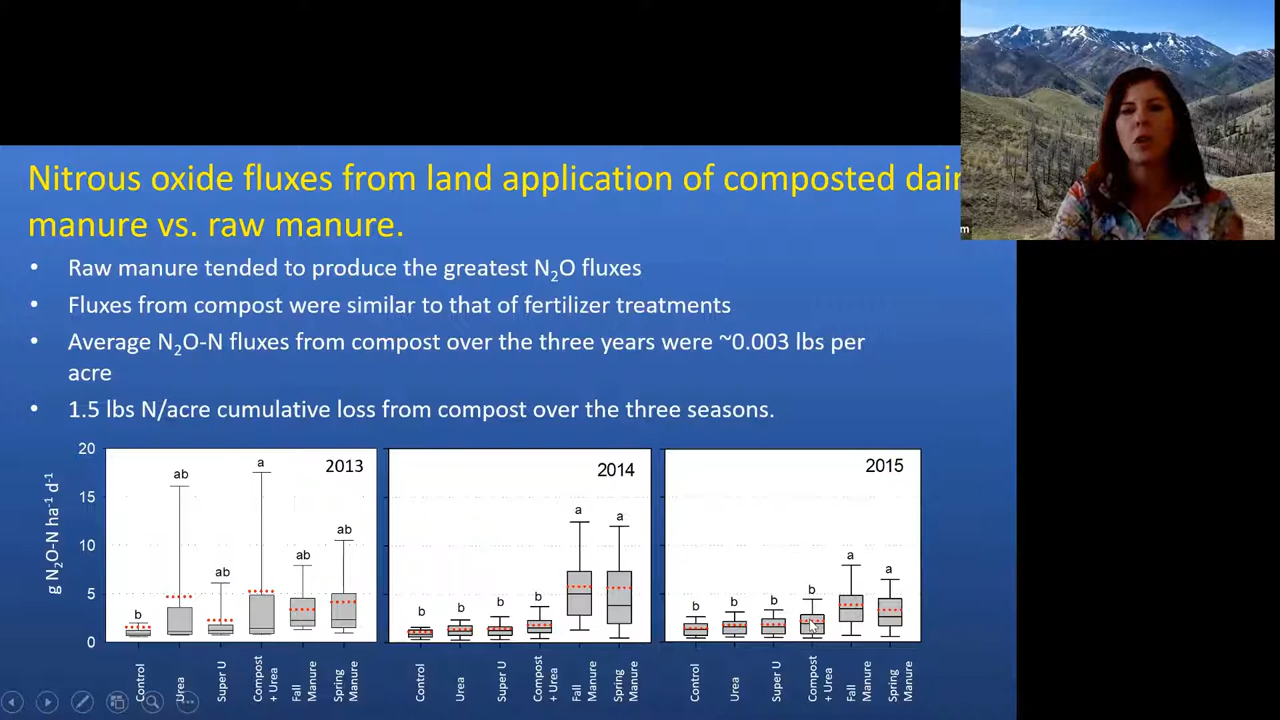 Nitrous oxide fluxes from land application of composted dair
manure vs. raw manure.
• Raw manure tended to produce the greatest N₂O fluxes
• Fluxes from compost were similar to that of fertilizer treatments
• Average N₂O-N fluxes from compost over the three years were ~0.003 lbs per
acre
• 1.5 lbs N/acre cumulative loss from compost over the three seasons.
g N₂O-N ha⁻¹ d⁻¹
20
15
10
5
0
2013
b
ab
ab
a
ab
ab
Control
Urea
Super U
Compost
+ Urea
Fall
Manure
Spring
Manure
2014
b
b
b
b
a
a
Control
Urea
Super U
Compost
+ Urea
Fall
Manure
Spring
Manure
2015
b
b
b
b
a
a
Control
Urea
Super U
Compost
+ Urea
Fall
Manure
Spring
Manure